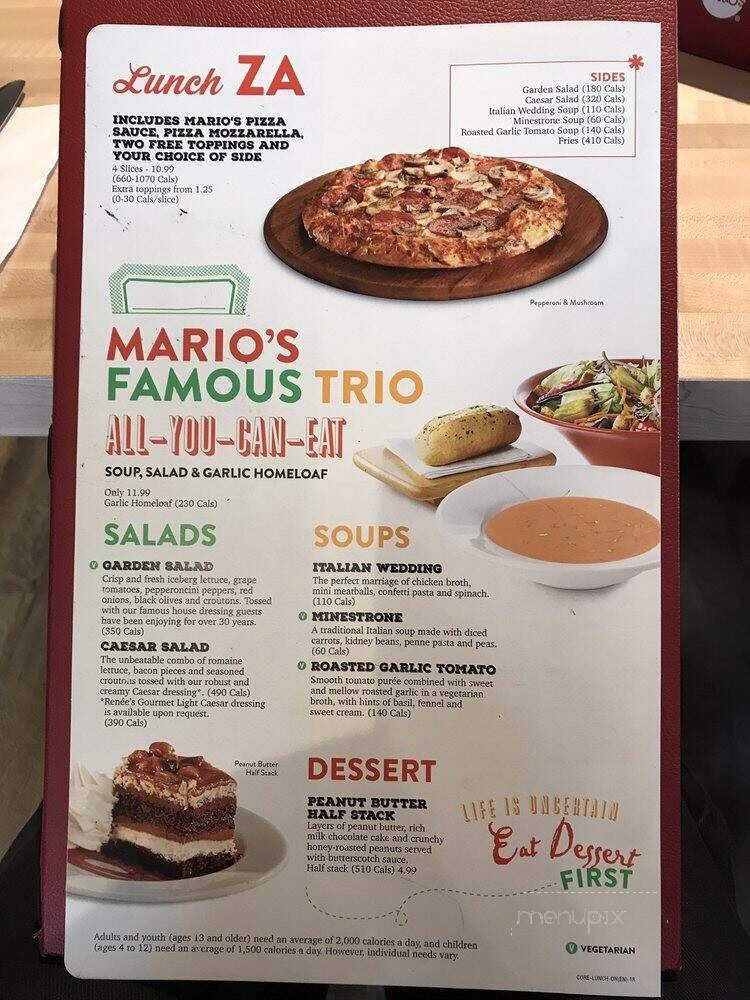 Lunch ZA
INCLUDES MARIO'S PIZZA
SAUCE, PIZZA MOZZARELLA,
TWO FREE TOPPINGS AND
YOUR CHOICE OF SIDE
4 Slices - 10.99
(660-1070 Cals)
Extra toppings from 1.25
(0-30 Cals/slice)
*
SIDES
Garden Salad (180 Cals)
Caesar Salad (320 Cals)
Italian Wedding Soup (110 Cals)
Minestrone Soup (60 Cals)
Roasted Garlic Tomato Soup (140 Cals)
Fries (410 Cals)
Pepperoni & Mushroom
MARIO'S
FAMOUS TRIO
ALL-YOU-CAN-EAT
SOUP, SALAD & GARLIC HOMELOAF
Only 11.99
Garlic Homeloaf (230 Cals)
SALADS
V GARDEN SALAD
Crisp and fresh iceberg lettuce, grape
tomatoes, pepperoncini peppers, red
onions, black olives and croutons. Tossed
with our famous house dressing guests
have been enjoying for over 30 years.
(350 Cals)
CAESAR SALAD
The unbeatable combo of romaine
lettuce, bacon pieces and seasoned
croutons tossed with our robust and
creamy Caesar dressing*. (490 Cals)
*Renée's Gourmet Light Caesar dressing
is available upon request.
(390 Cals)
SOUPS
ITALIAN WEDDING
The perfect marriage of chicken broth,
mini meatballs, confetti pasta and spinach.
(110 Cals)
V MINESTRONE
A traditional Italian soup made with diced
carrots, kidney beans, penne pasta and peas.
(60 Cals)
V ROASTED GARLIC TOMATO
Smooth tomato purée combined with sweet
and mellow roasted garlic in a vegetarian
broth, with hints of basil, fennel and
sweet cream. (140 Cals)
Peanut Butter
Half Stack
DESSERT
PEANUT BUTTER
HALF STACK
Layers of peanut butter, rich
milk chocolate cake and crunchy
honey-roasted peanuts served
with butterscotch sauce.
Half stack (510 Cals) 4.99
LIFE IS UNCERTAIN
Eat Dessert
FIRST
menupix
Adults and youth (ages 13 and older) need an average of 2,000 calories a day, and children
(ages 4 to 12) need an average of 1,500 calories a day. However, individual needs vary.
V VEGETARIAN
CORE-LUNCH-ON(EN)-18